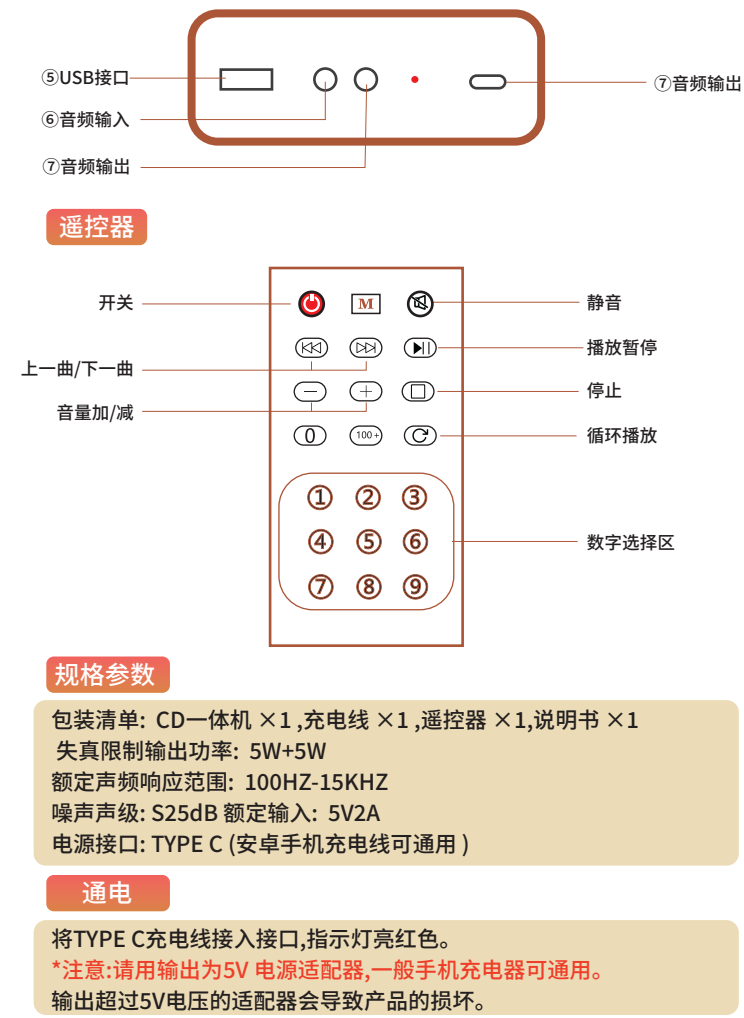 ⑤USB接口
⑦音频输出
⑥音频输入
⑦音频输出
遥控器
开关
M
静音
上一曲/下一曲
播放暂停
音量加/减
停止
0
100+
循环播放
① ② ③
④ ⑤ ⑥
数字选择区
⑦ ⑧ ⑨
规格参数
包装清单: CD一体机 ×1 ,充电线 ×1 ,遥控器 ×1,说明书 ×1
失真限制输出功率: 5W+5W
额定声频响应范围: 100HZ-15KHZ
噪声声级: S25dB 额定输入: 5V2A
电源接口: TYPE C (安卓手机充电线可通用 )
通电
将TYPE C充电线接入接口,指示灯亮红色。
*注意:请用输出为5V 电源适配器,一般手机充电器可通用。
输出超过5V电压的适配器会导致产品的损坏。